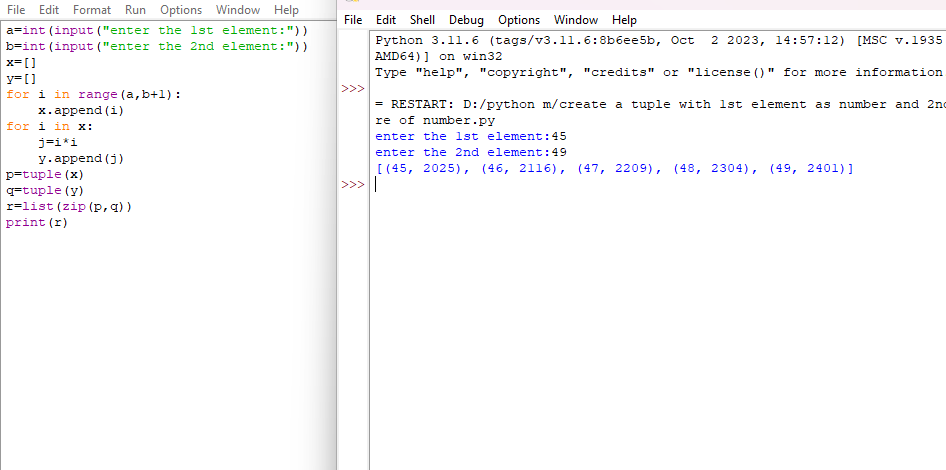 File Edit Format Run Options Window Help
a=int(input("enter the 1st element:"))
b=int(input("enter the 2nd element:"))
x=[]
y=[]
for i in range(a,b+1):
    x.append(i)
for i in x:
    j=i*i
    y.append(j)
p=tuple(x)
q=tuple(y)
r=list(zip(p,q))
print(r)
File Edit Shell Debug Options Window Help
Python 3.11.6 (tags/v3.11.6:8b6ee5b, Oct  2 2023, 14:57:12) [MSC v.1935
AMD64)] on win32
Type "help", "copyright", "credits" or "license()" for more information
>>>
= RESTART: D:/python m/create a tuple with 1st element as number and 2nd
re of number.py
enter the 1st element:45
enter the 2nd element:49
[(45, 2025), (46, 2116), (47, 2209), (48, 2304), (49, 2401)]
>>>